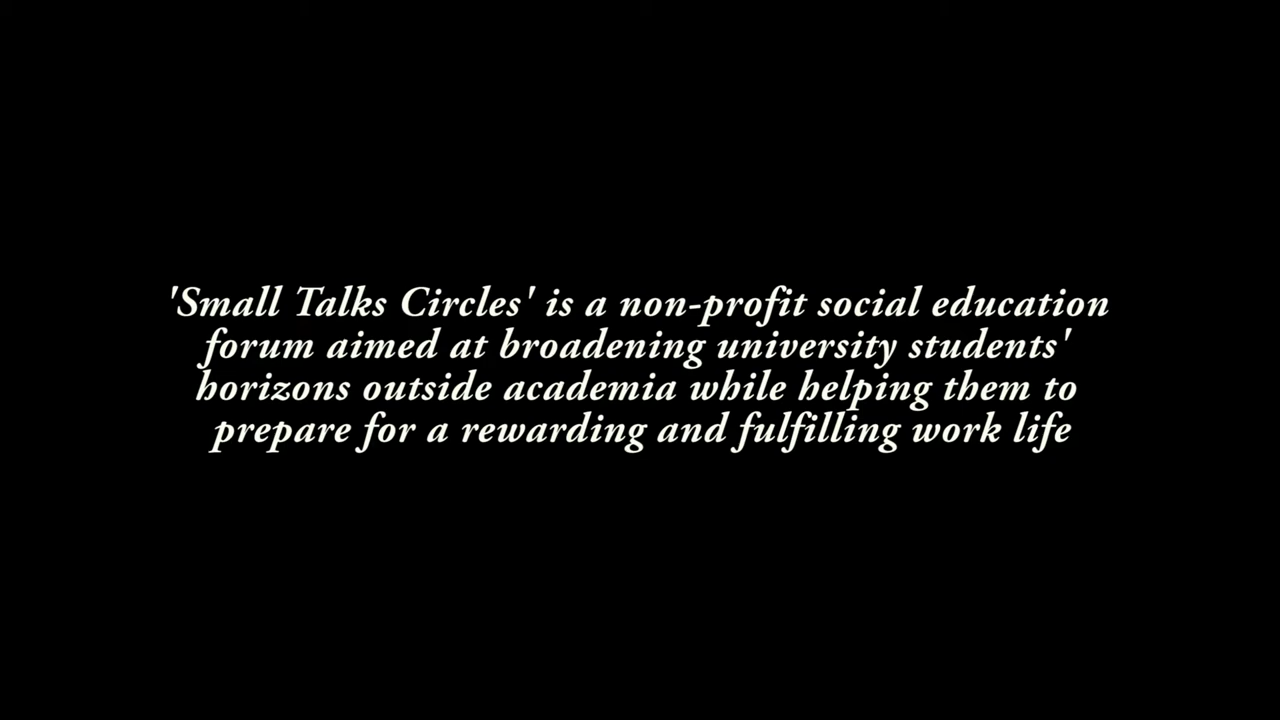 'Small Talks Circles' is a non-profit social education
forum aimed at broadening university students'
horizons outside academia while helping them to
prepare for a rewarding and fulfilling work life